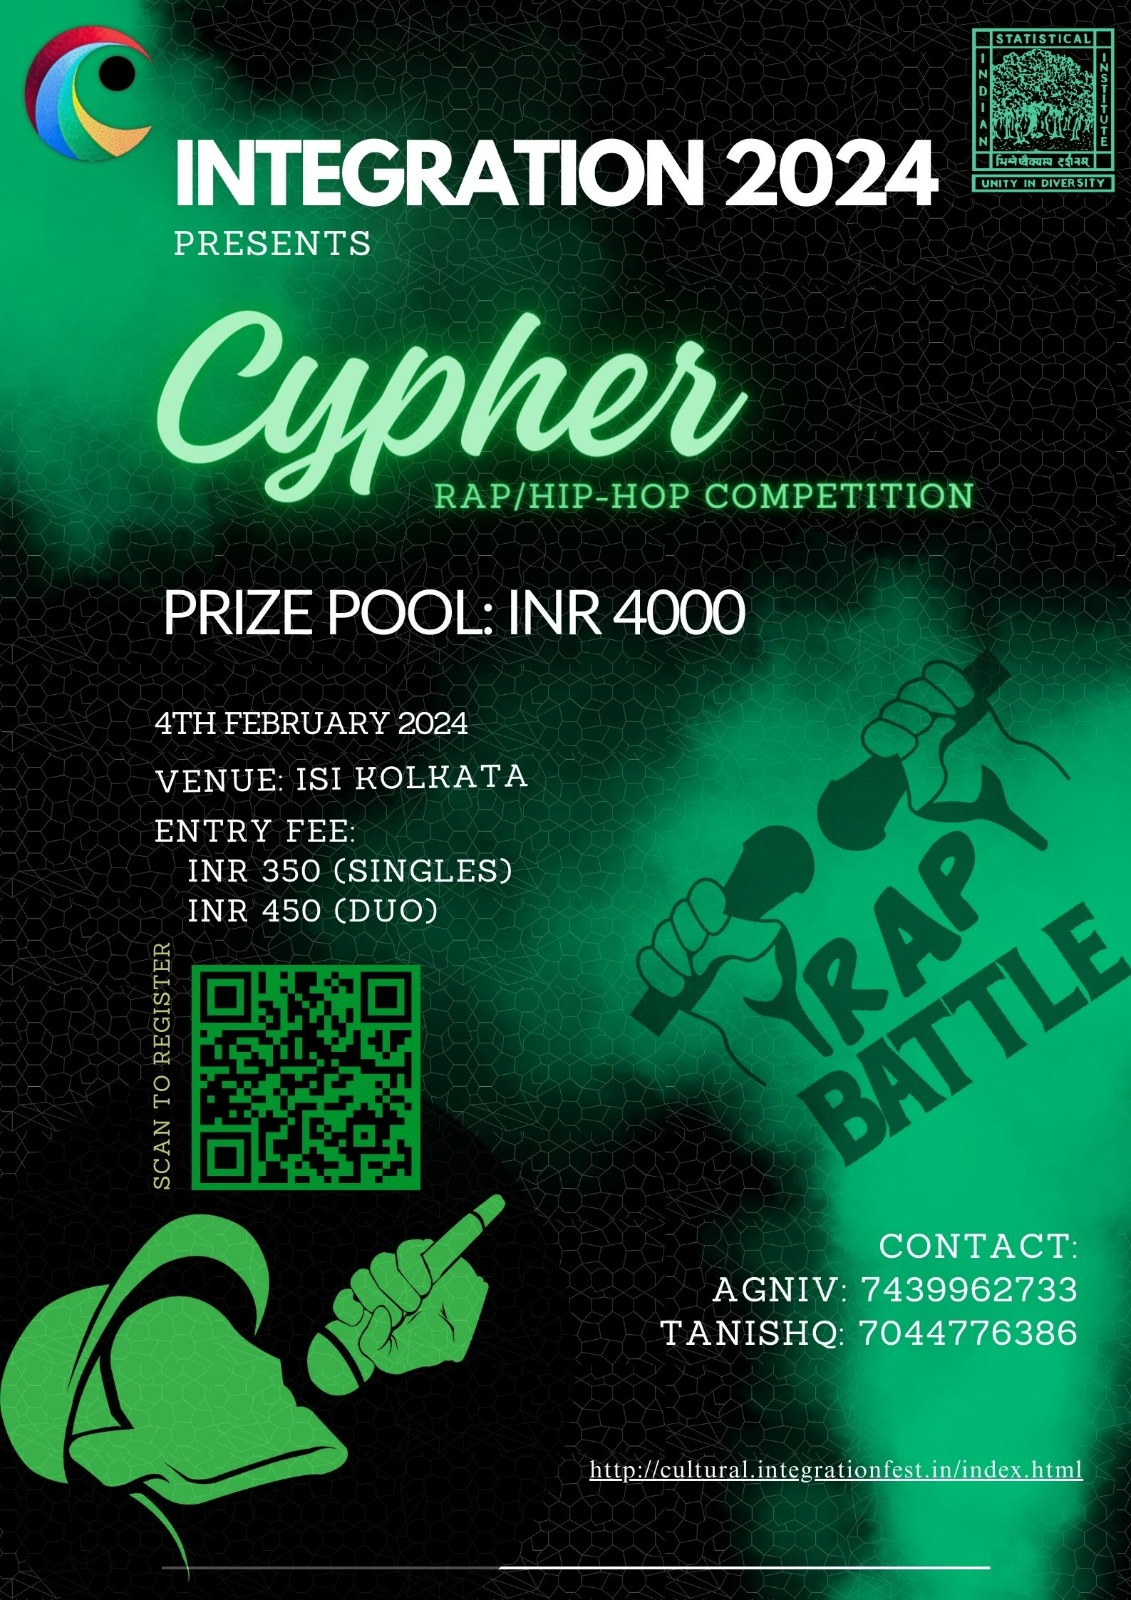 STATISTICAL
INDIAN
INSTITUTE
UNITY IN DIVERSITY
INTEGRATION 2024
PRESENTS
Cypher
RAP/HIP-HOP COMPETITION
PRIZE POOL: INR 4000
4TH FEBRUARY 2024
VENUE: ISI KOLKATA
ENTRY FEE:
INR 350 (SINGLES)
INR 450 (DUO)
SCAN TO REGISTER
RAP
BATTLE
CONTACT:
AGNIV: 7439962733
TANISHQ: 7044776386
http://cultural.integrationfest.in/index.html